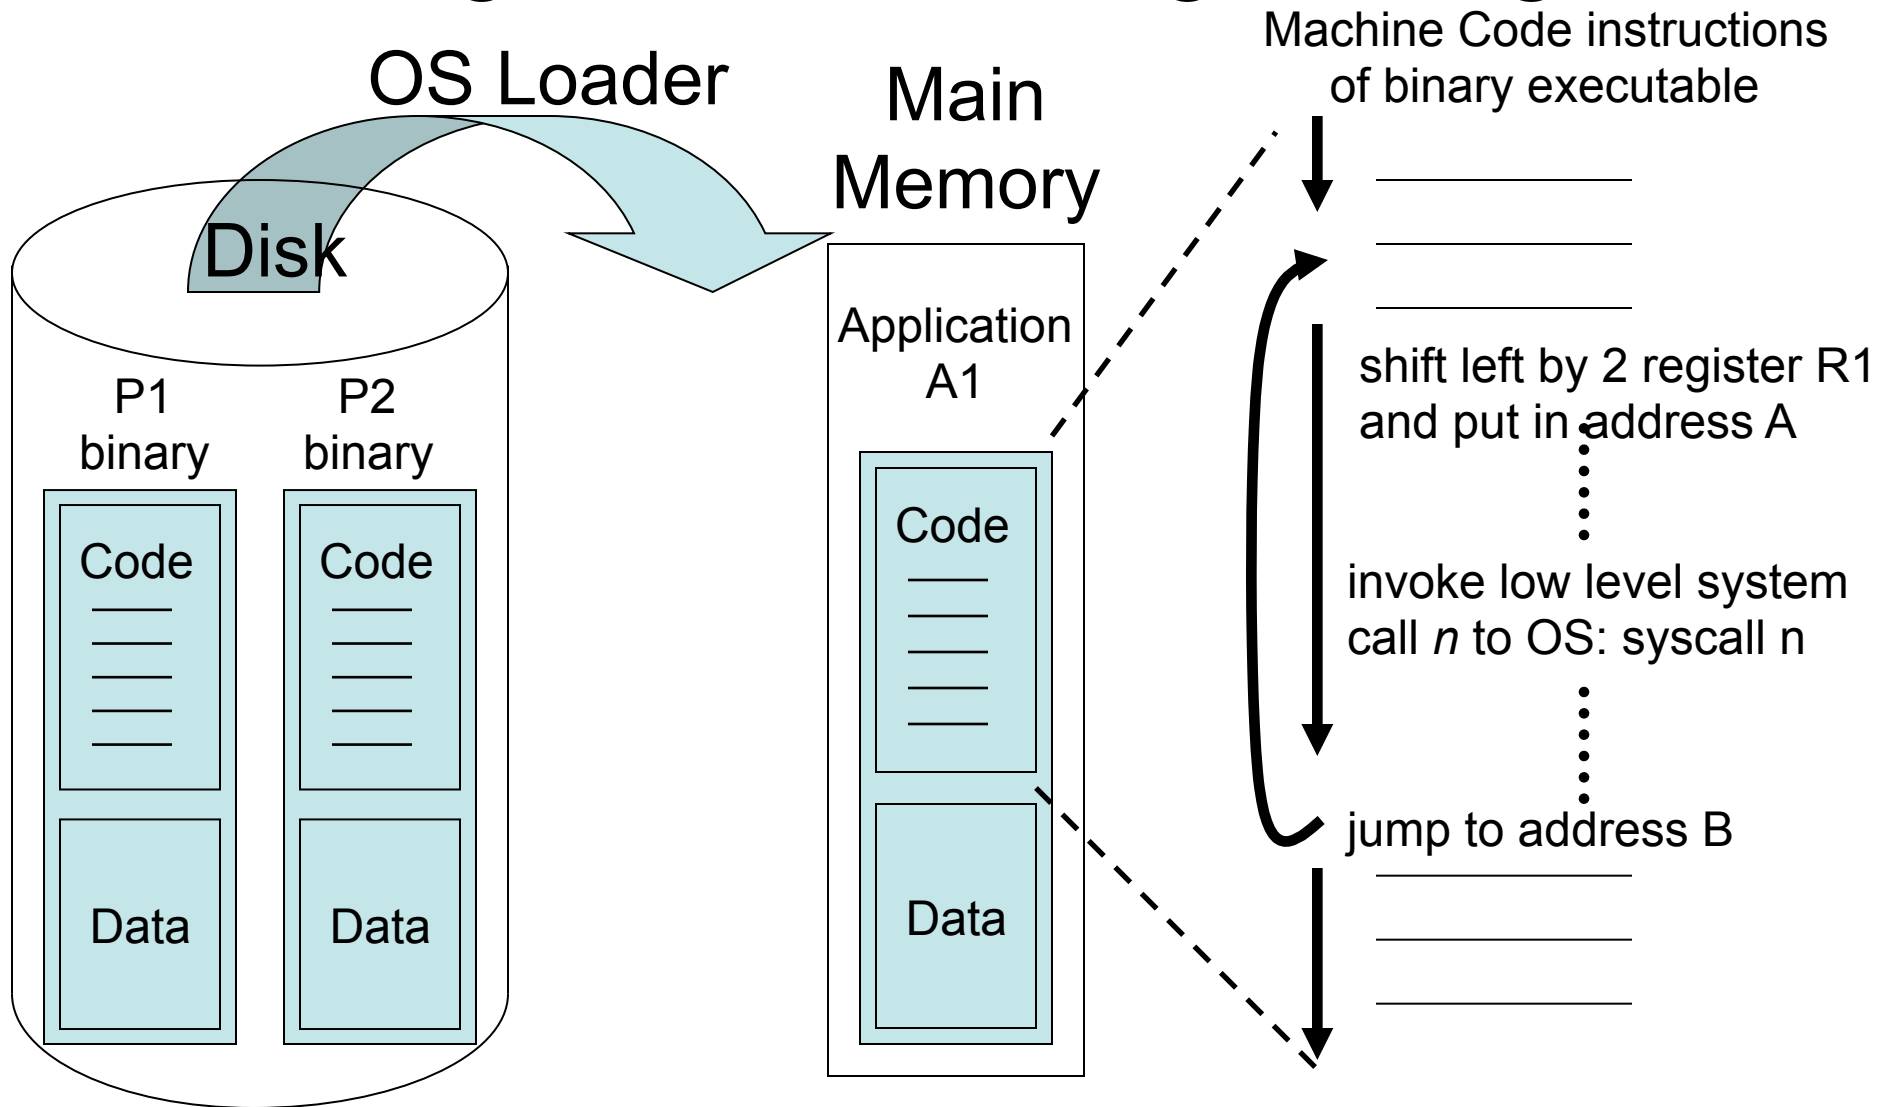 OS Loader
Main
Memory
Machine Code instructions
of binary executable
Disk
P1
binary
P2
binary
Code
Data
Code
Data
Application
A1
Code
Data
shift left by 2 register R1
and put in address A
invoke low level system
call n to OS: syscall n
jump to address B